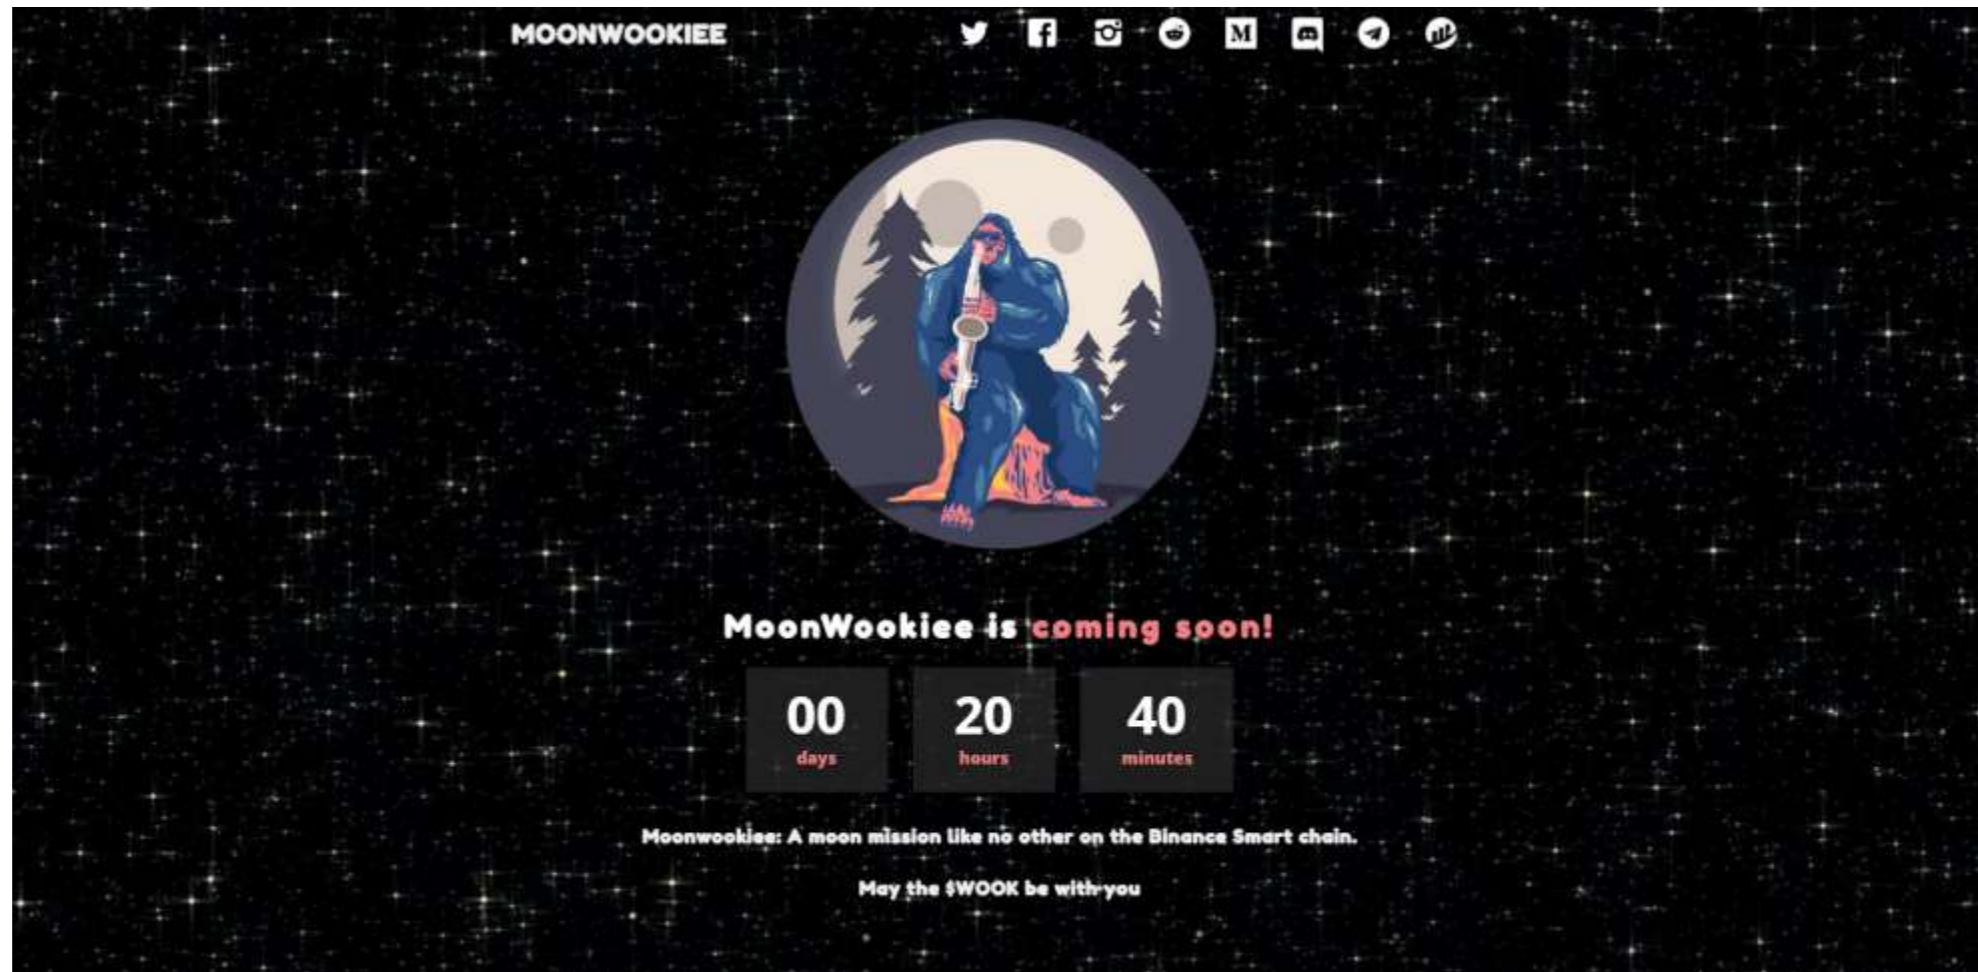 MOONWOOKIEE
MoonWookiee is coming soon!
00 20 40
days hours minutes
Moonwookiee: A moon mission like no other on the Binance Smart chain.
May the $WOOK be with you